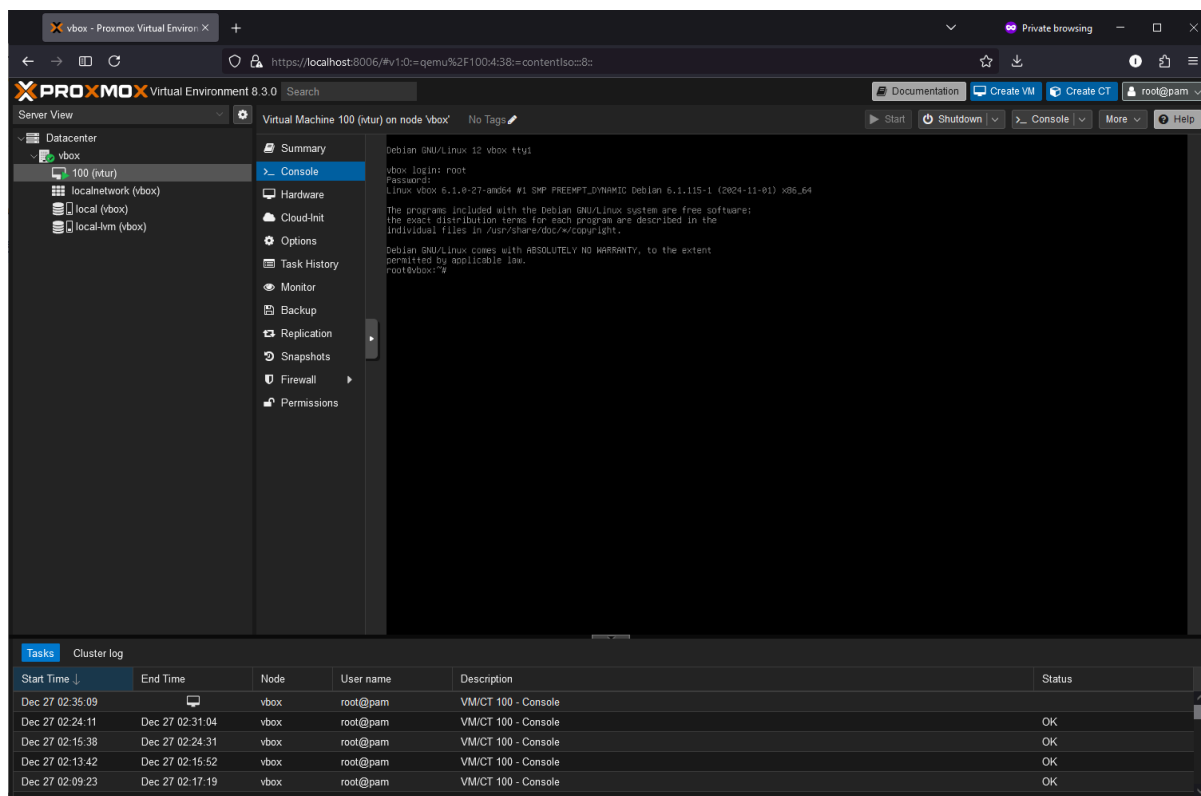 vbox - Proxmox Virtual Environ
Private browsing
https://localhost:8006/#v1:0:=qemu%2F100:4:38:=contentIso:::8::
PROXMOX Virtual Environment 8.3.0 Search
Documentation Create VM Create CT root@pam
Server View
Virtual Machine 100 (ivtur) on node 'vbox' No Tags
Start Shutdown Console More Help
Datacenter
vbox
100 (ivtur)
localnetwork (vbox)
local (vbox)
local-lvm (vbox)
Summary
Console
Hardware
Cloud-Init
Options
Task History
Monitor
Backup
Replication
Snapshots
Firewall
Permissions
Debian GNU/Linux 12 vbox tty1
vbox login: root
Password:
Linux vbox 6.1.0-27-amd64 #1 SMP PREEMPT_DYNAMIC Debian 6.1.115-1 (2024-11-01) x86_64
The programs included with the Debian GNU/Linux system are free software;
the exact distribution terms for each program are described in the
individual files in /usr/share/doc/*/copyright.
Debian GNU/Linux comes with ABSOLUTELY NO WARRANTY, to the extent
permitted by applicable law.
root@vbox:~#
Tasks Cluster log
Start Time ↓ End Time Node User name Description Status
Dec 27 02:35:09 vbox root@pam VM/CT 100 - Console
Dec 27 02:24:11 Dec 27 02:31:04 vbox root@pam VM/CT 100 - Console OK
Dec 27 02:15:38 Dec 27 02:24:31 vbox root@pam VM/CT 100 - Console OK
Dec 27 02:13:42 Dec 27 02:15:52 vbox root@pam VM/CT 100 - Console OK
Dec 27 02:09:23 Dec 27 02:17:19 vbox root@pam VM/CT 100 - Console OK